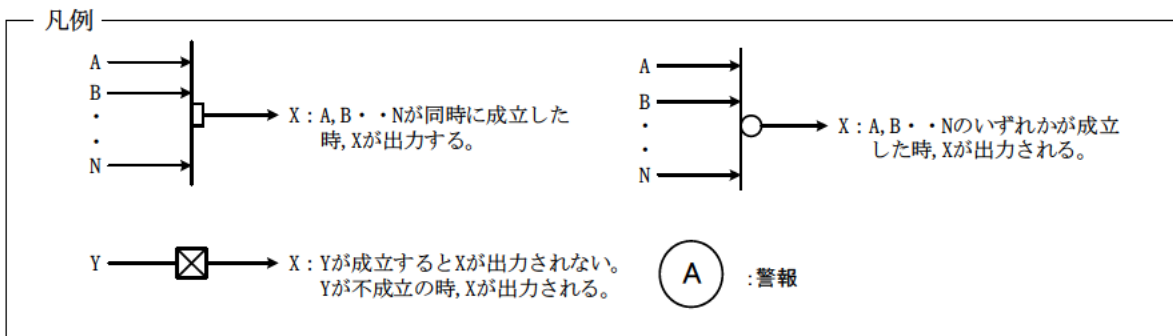 凡例
A
B
・
・
N
X：A,B・・Nが同時に成立した
時,Xが出力する。
A
B
・
・
N
X：A,B・・Nのいずれかが成立
した時,Xが出力される。
Y
X：Yが成立するとXが出力されない。
Yが不成立の時,Xが出力される。
A
：警報